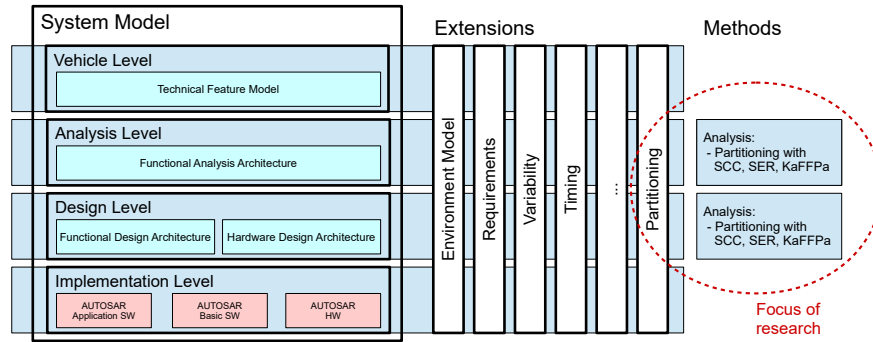 System Model
Extensions
Methods
Vehicle Level
Technical Feature Model
Analysis Level
Functional Analysis Architecture
Design Level
Functional Design Architecture
Hardware Design Architecture
Implementation Level
AUTOSAR
Application SW
AUTOSAR
Basic SW
AUTOSAR
HW
Environment Model
Requirements
Variability
Timing
...
Partitioning
Analysis:
- Partitioning with
SCC, SER, KaFFPa
Analysis:
- Partitioning with
SCC, SER, KaFFPa
Focus of
research